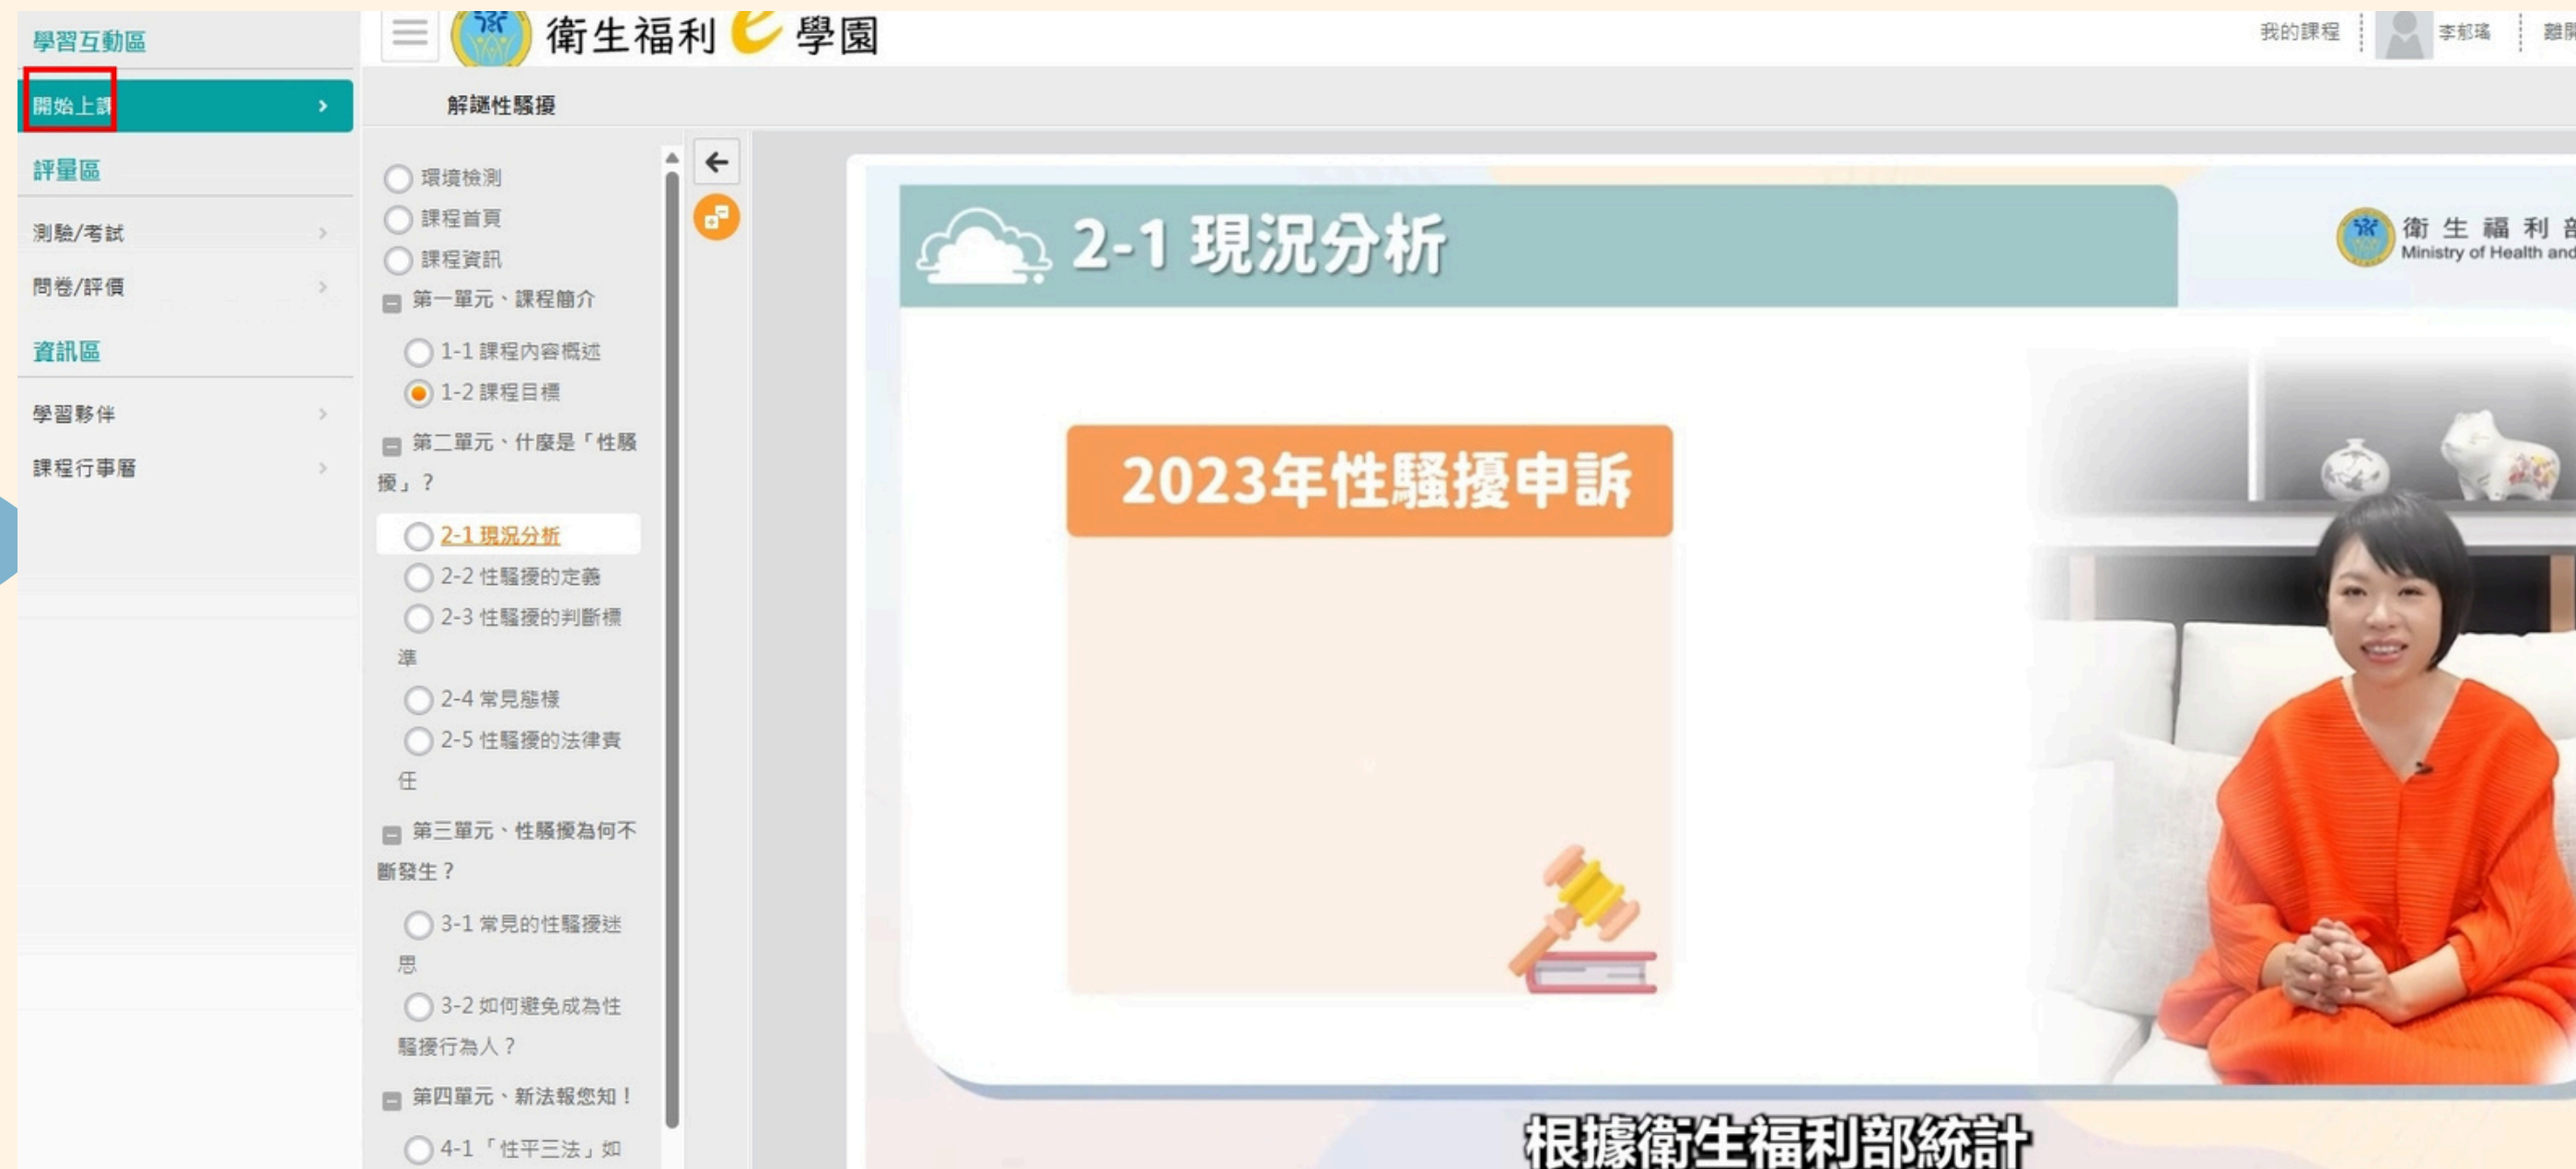 學習互動區
開始上課
評量區
測驗/考試
問卷/評價
資訊區
學習夥伴
課程行事曆
衛生福利e學園
我的課程
李郁瑤
解謎性騷擾
環境檢測
課程首頁
課程資訊
第一單元、課程簡介
1-1 課程內容概述
1-2 課程目標
第二單元、什麼是「性騷
擾」?
2-1 現況分析
2-2 性騷擾的定義
2-3 性騷擾的判斷標
準
2-4 常見態樣
2-5 性騷擾的法律責
任
第三單元、性騷擾為何不
斷發生?
3-1 常見的性騷擾迷
思
3-2 如何避免成為性
騷擾行為人?
第四單元、新法報您知!
4-1「性平三法」如
2-1 現況分析
衛生福利
Ministry of Health and
2023年性騷擾申訴
根據衛生福利部統計